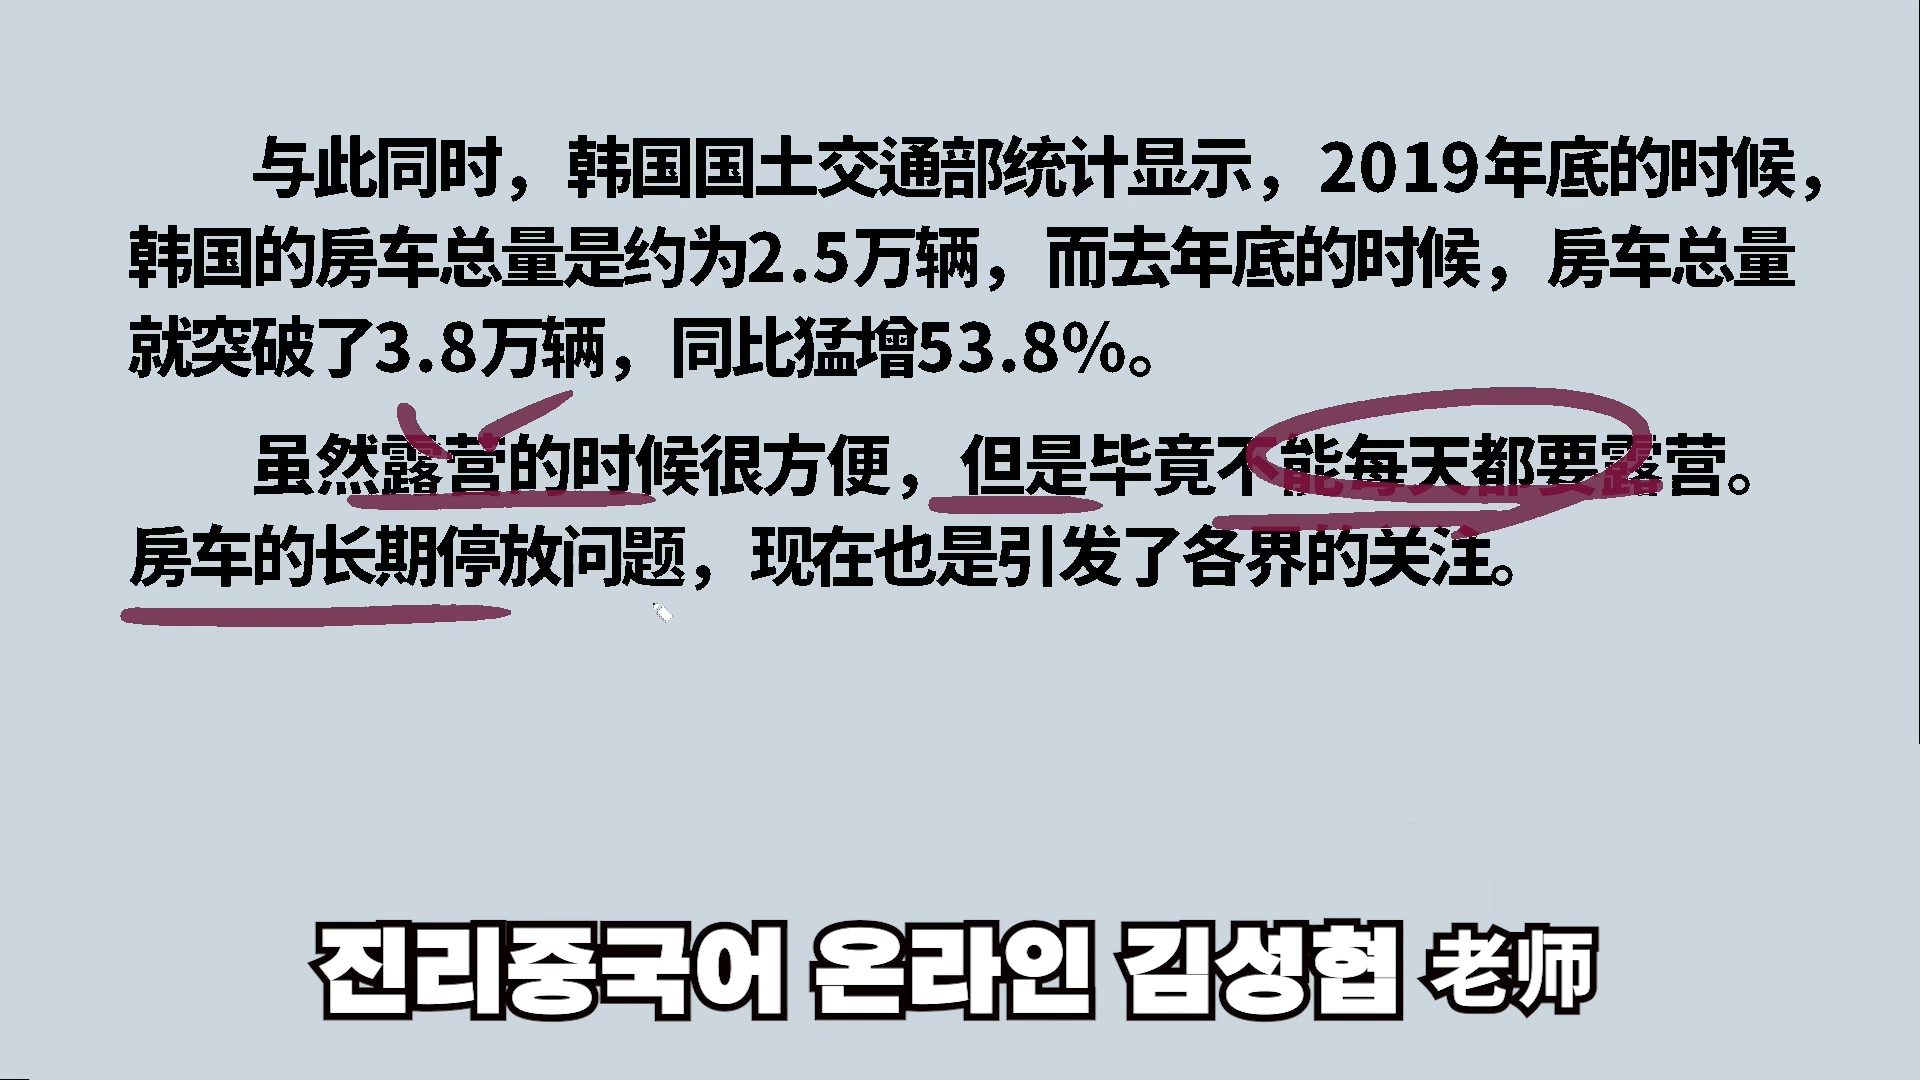 与此同时，韩国国土交通部统计显示，2019年底的时候，
韩国的房车总量是约为2.5万辆，而去年底的时候，房车总量
就突破了3.8万辆，同比猛增53.8%。
虽然露营的时候很方便，但是毕竟不能每天都要露营。
房车的长期停放问题，现在也是引发了各界的关注。
진리중국어 온라인 김성협 老师